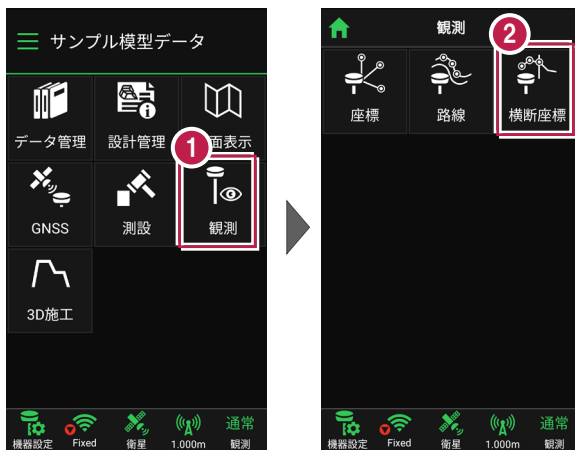 サンプル模型データ
データ管理
設計管理
面表示
1
GNSS
測設
観測
3D施工
機器設定
Fixed
衛星
1.000m
通常
観測
観測
2
座標
路線
横断座標
機器設定
Fixed
衛星
1.000m
通常
観測